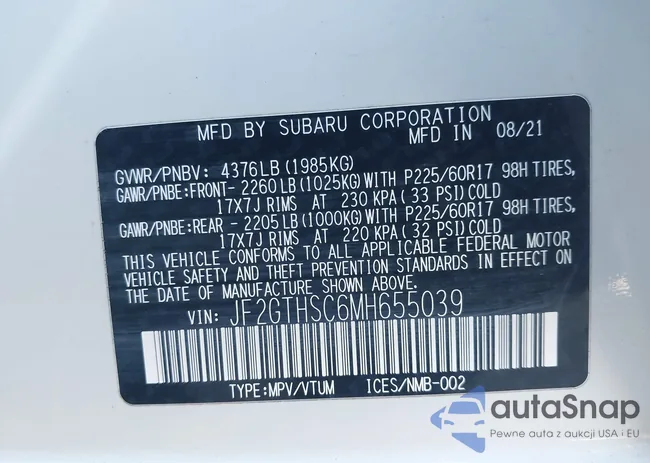 MFD BY SUBARU CORPORATION
MFD IN 08/21
GVWR/PNBV: 4376LB (1985KG)
GAWR/PNBE:FRONT- 2260LB (1025KG) WITH P225/60R17 98H TIRES,
17X7J RIMS AT 230 KPA (33 PSI) COLD
GAWR/PNBE:REAR - 2205LB (1000KG) WITH P225/60R17 98H TIRES,
17X7J RIMS AT 220 KPA (32 PSI) COLD
THIS VEHICLE CONFORMS TO ALL APPLICABLE FEDERAL MOTOR
VEHICLE SAFETY AND THEFT PREVENTION STANDARDS IN EFFECT ON
THE DATE OF MANUFACTURE SHOWN ABOVE.
VIN: JF2GTHSC6MH655039
TYPE:MPV/VTUM ICES/NMB-002
autaSnap
Pewne auta z aukcji USA i EU